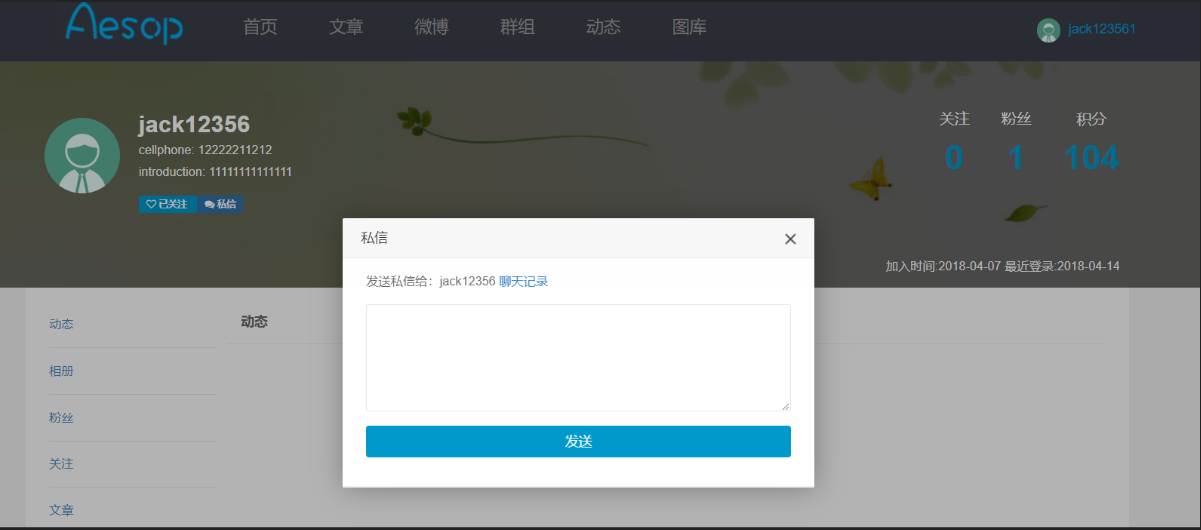 Aesop 首页 文章 微博 群组 动态 图库 jack123561
jack12356
cellphone: 12222211212
introduction: 11111111111111
已关注 私信
关注 粉丝 积分
0 1 104
加入时间:2018-04-07 最近登录:2018-04-14
私信
发送私信给：jack12356 聊天记录
发送
动态
相册
粉丝
关注
文章
动态